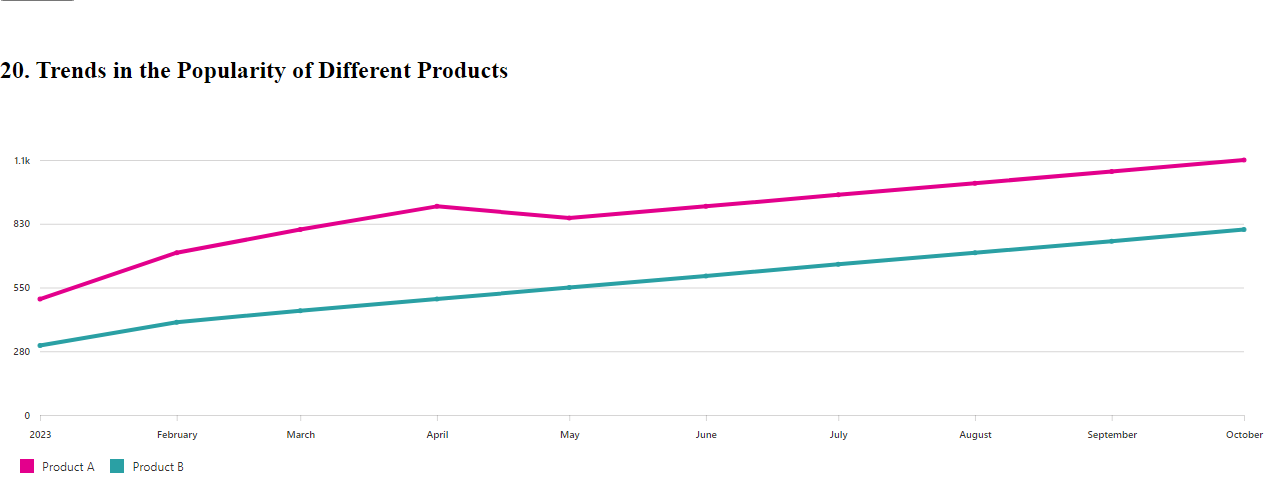 20. Trends in the Popularity of Different Products
1.1k
830
550
280
0
2023 February March April May June July August September October
Product A Product B